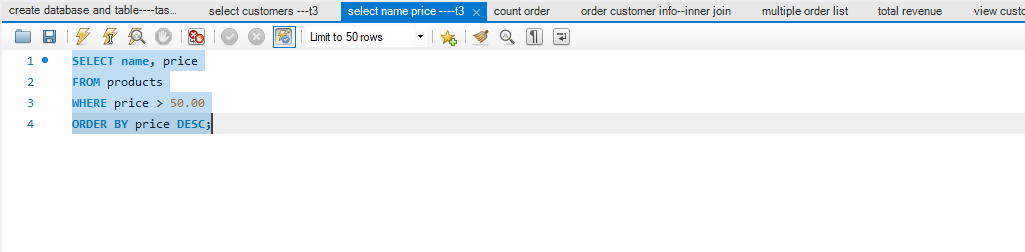 create database and table----tas... select customers ---t3 select name price ----t3 count order order customer info--inner join multiple order list total revenue view custo
Limit to 50 rows
1 SELECT name, price
2 FROM products
3 WHERE price > 50.00
4 ORDER BY price DESC;